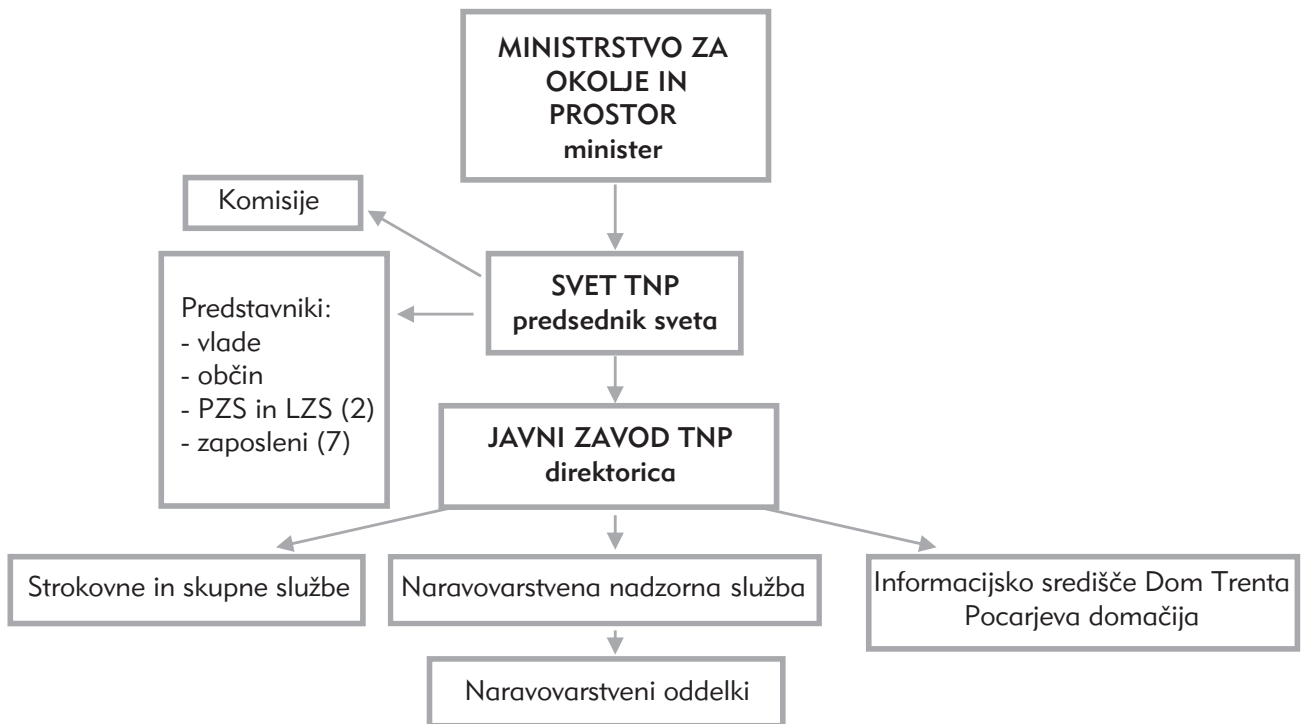 MINISTRSTVO ZA
OKOLJE IN
PROSTOR
minister
Komisije
SVET TNP
predsednik sveta
Predstavniki:
- vlade
- občin
- PZS in LZS (2)
- zaposleni (7)
JAVNI ZAVOD TNP
direktorica
Strokovne in skupne službe
Naravovarstvena nadzorna služba
Informacijsko središče Dom Trenta
Pocarjeva domačija
Naravovarstveni oddelki